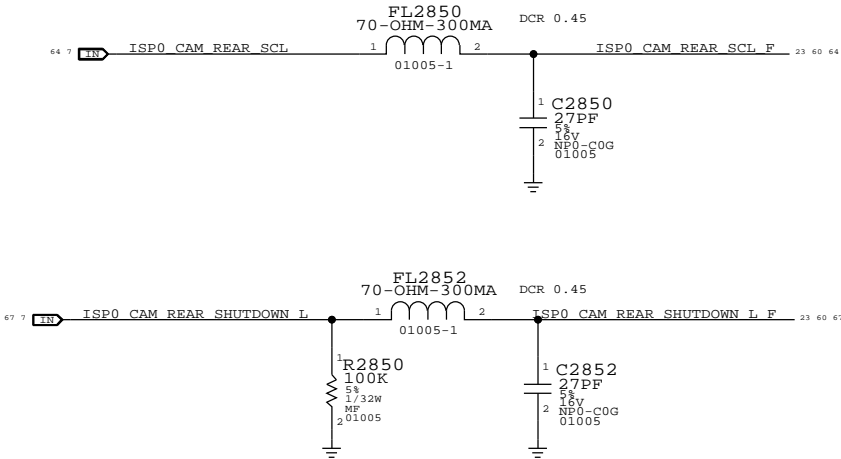 FL2850
70-OHM-300MA
DCR 0.45
64 7 IN ISP0_CAM_REAR_SCL 1 2 ISP0_CAM_REAR_SCL_F 23 60 64
01005-1
1 C2850
27PF
5%
16V
2 NP0-C0G
01005
FL2852
70-OHM-300MA
DCR 0.45
67 7 IN ISP0_CAM_REAR_SHUTDOWN_L 1 2 ISP0_CAM_REAR_SHUTDOWN_L_F 23 60 67
01005-1
1 R2850
100K
5%
1/32W
MF
2 01005
1 C2852
27PF
5%
16V
2 NP0-C0G
01005